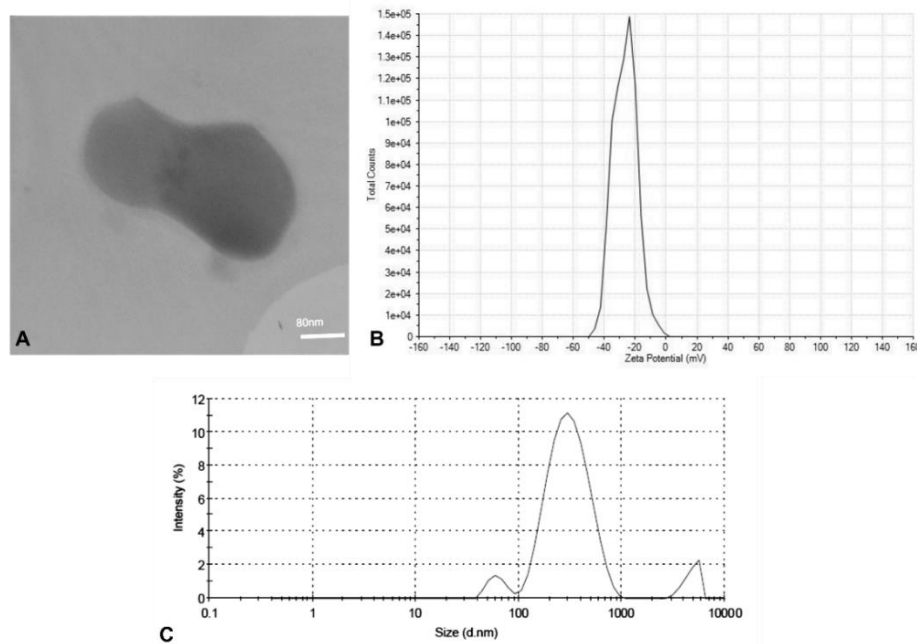 A
80nm
B
Total Counts
1.5e+05
1.4e+05
1.3e+05
1.2e+05
1.1e+05
1e+05
9e+04
8e+04
7e+04
6e+04
5e+04
4e+04
3e+04
2e+04
1e+04
0
-160 -140 -120 -100 -80 -60 -40 -20 0 20 40 60 80 100 120 140 160
Zeta Potential (mV)
Intensity (%)
12
10
8
6
4
2
0
0.1 1 10 100 1000 10000
Size (d.nm)
C